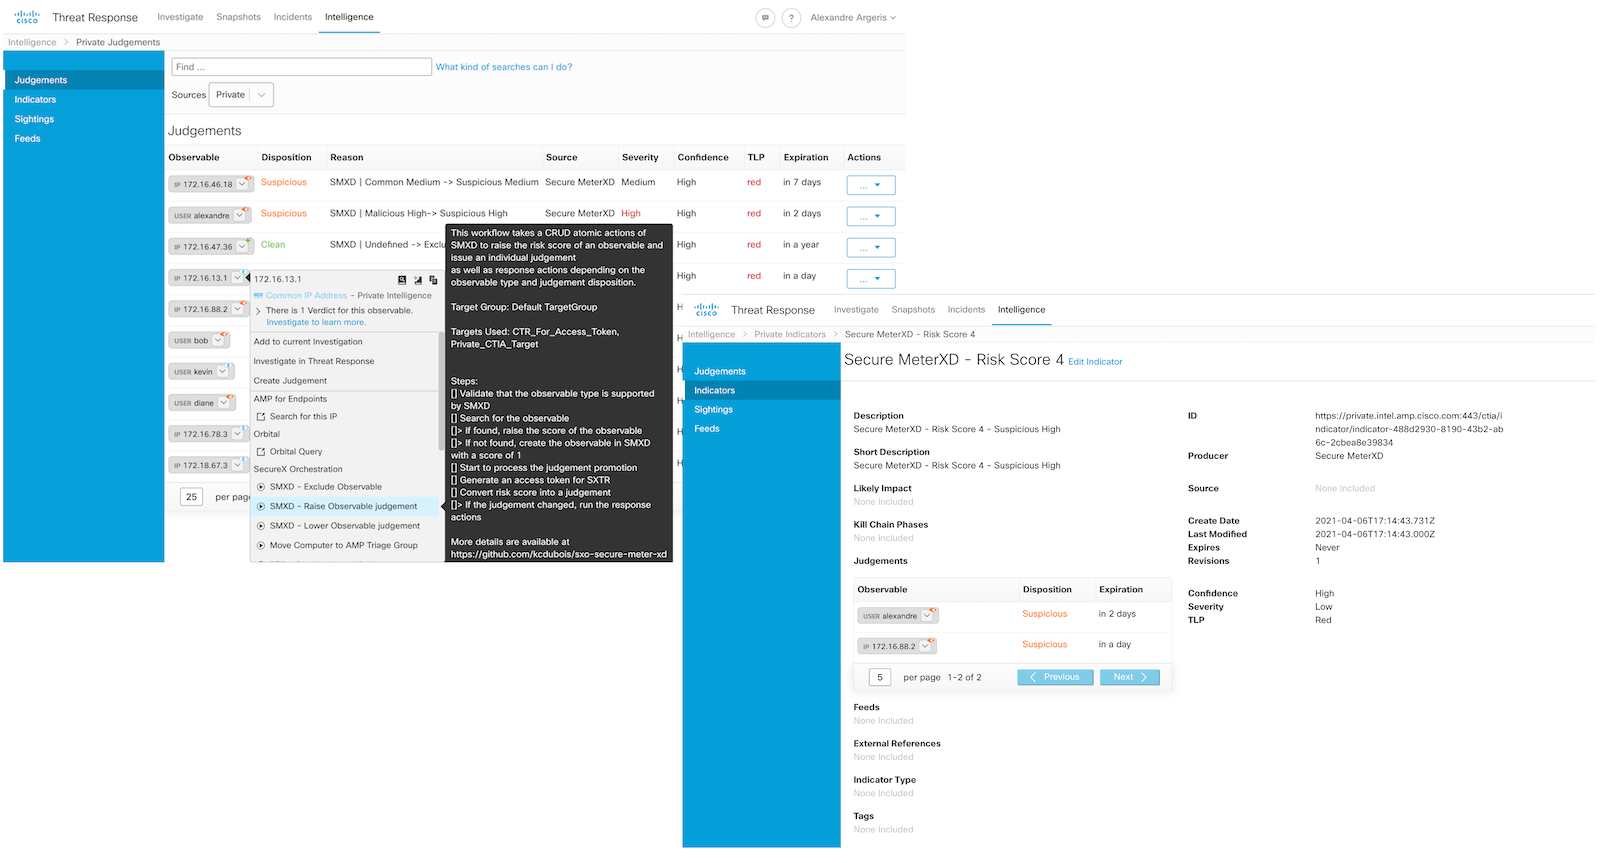 CISCO Threat Response Investigate Snapshots Incidents Intelligence ? Alexandre Argeris
Intelligence > Private Judgements
Judgements
Indicators
Sightings
Feeds
Find ... What kind of searches can I do?
Sources Private
Judgements
Observable Disposition Reason Source Severity Confidence TLP Expiration Actions
IP 172.16.46.18 Suspicious SMXD | Common Medium -> Suspicious Medium Secure MeterXD Medium High red in 7 days ...
USER alexandre Suspicious SMXD | Malicious High-> Suspicious High Secure MeterXD High High red in 2 days ...
IP 172.16.47.36 Clean SMXD | Undefined -> Exclu High red in a year ...
IP 172.16.13.1 High red in a day ...
IP 172.16.88.2 H
USER bob H
USER kevin H
USER diane H
IP 172.16.78.3 H
IP 172.18.67.3 H
25 per page
172.16.13.1
Common IP Address - Private Intelligence
> There is 1 Verdict for this observable.
Investigate to learn more.
Add to current Investigation
Investigate in Threat Response
Create Judgement
AMP for Endpoints
Search for this IP
Orbital
Orbital Query
SecureX Orchestration
SMXD - Exclude Observable
SMXD - Raise Observable judgement
SMXD - Lower Observable judgement
Move Computer to AMP Triage Group
This workflow takes a CRUD atomic actions of
SMXD to raise the risk score of an observable and
issue an individual judgement
as well as response actions depending on the
observable type and judgement disposition.
Target Group: Default TargetGroup
Targets Used: CTR_For_Access_Token,
Private_CTIA_Target
Steps:
[] Validate that the observable type is supported
by SMXD
[] Search for the observable
[]> If found, raise the score of the observable
[]> If not found, create the observable in SMXD
with a score of 1
[] Start to process the judgement promotion
[] Generate an access token for SXTR
[] Convert risk score into a judgement
[]> If the judgement changed, run the response
actions
More details are available at
https://github.com/kcdubois/sxo-secure-meter-xd
CISCO Threat Response Investigate Snapshots Incidents Intelligence
Intelligence > Private Indicators > Secure MeterXD - Risk Score 4
Judgements
Indicators
Sightings
Feeds
Secure MeterXD - Risk Score 4 Edit Indicator
Description
Secure MeterXD - Risk Score 4 - Suspicious High
Short Description
Secure MeterXD - Risk Score 4 - Suspicious High
Likely Impact
None Included
Kill Chain Phases
None Included
Judgements
Observable Disposition Expiration
USER alexandre Suspicious in 2 days
IP 172.16.88.2 Suspicious in a day
5 per page 1-2 of 2 Previous Next
Feeds
None Included
External References
None Included
Indicator Type
None Included
Tags
None Included
ID https://private.intel.amp.cisco.com:443/ctia/i
ndicator/indicator-488d2930-8190-43b2-ab
6c-2cbea8e39834
Producer Secure MeterXD
Source None Included
Create Date 2021-04-06T17:14:43.731Z
Last Modified 2021-04-06T17:14:43.000Z
Expires Never
Revisions 1
Confidence High
Severity Low
TLP Red